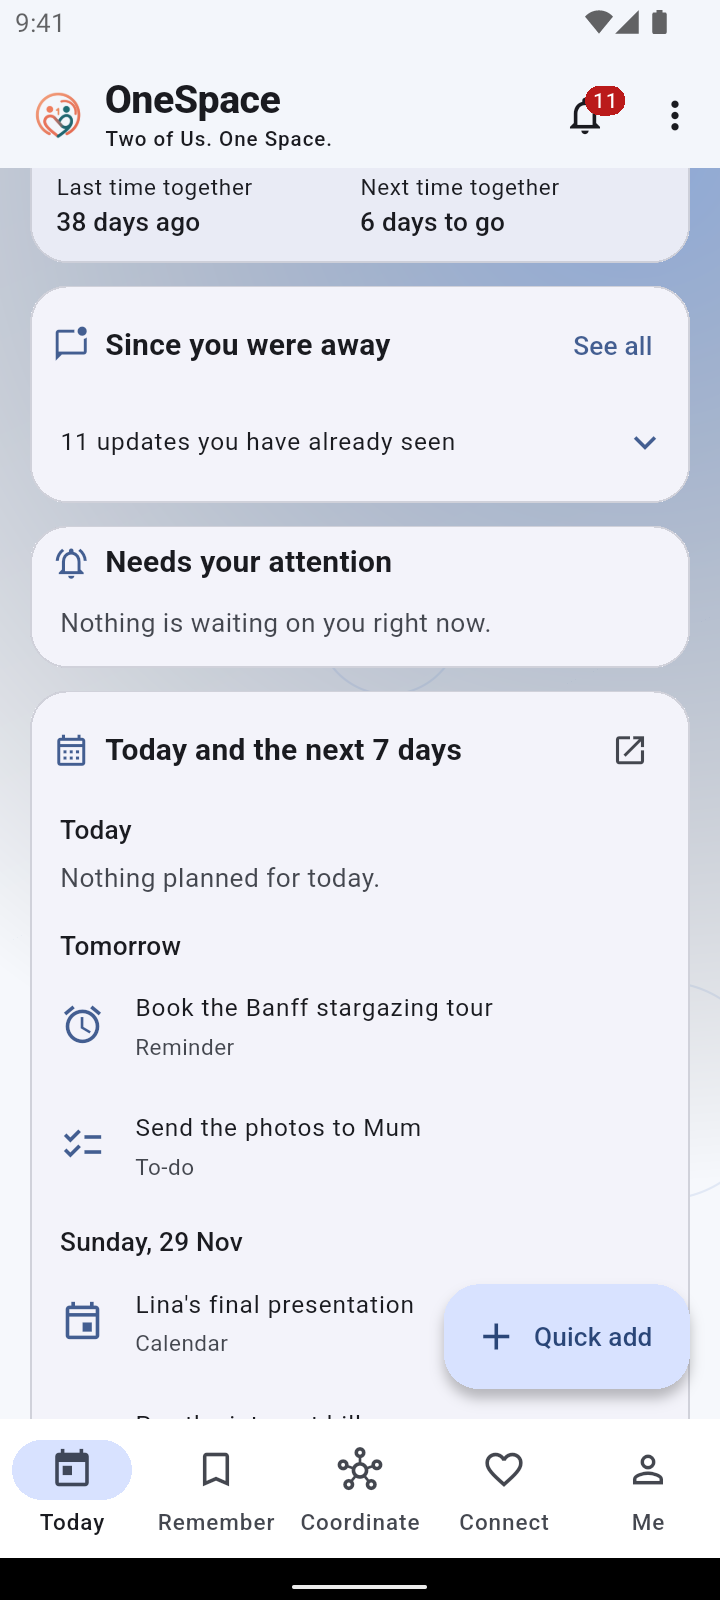 9:41
OneSpace
11
Two of Us. One Space.
Last time together
Next time together
38 days ago
6 days to go
Since you were away
See all
11 updates you have already seen
Needs your attention
Nothing is waiting on you right now.
Today and the next 7 days
Today
Nothing planned for today.
Tomorrow
Book the Banff stargazing tour
Reminder
Send the photos to Mum
To-do
Sunday, 29 Nov
Lina's final presentation
Calendar
Quick add
Today
Remember
Coordinate
Connect
Me